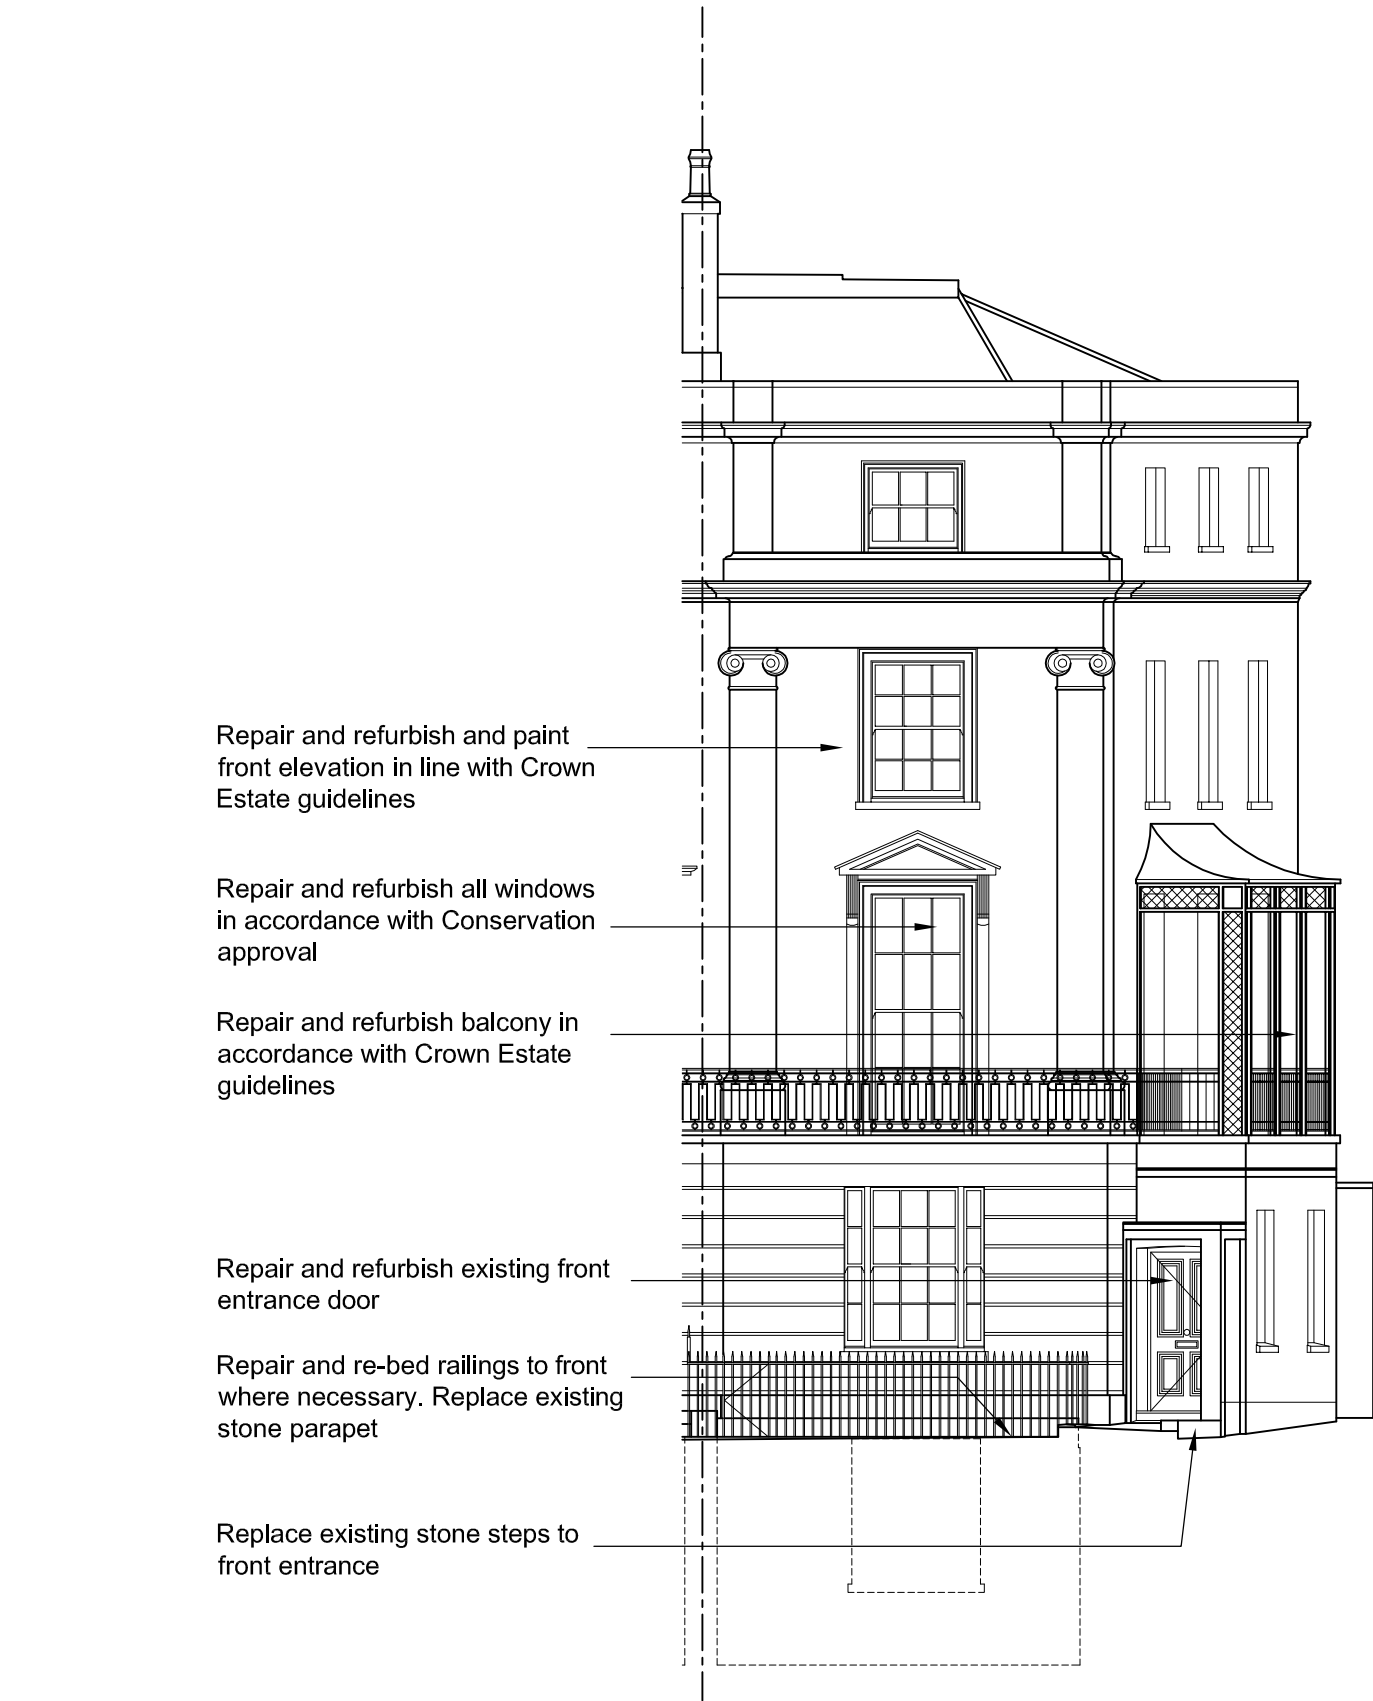 Repair and refurbish and paint
front elevation in line with Crown
Estate guidelines
Repair and refurbish all windows
in accordance with Conservation
approval
Repair and refurbish balcony in
accordance with Crown Estate
guidelines
Repair and refurbish existing front
entrance door
Repair and re-bed railings to front
where necessary. Replace existing
stone parapet
Replace existing stone steps to
front entrance